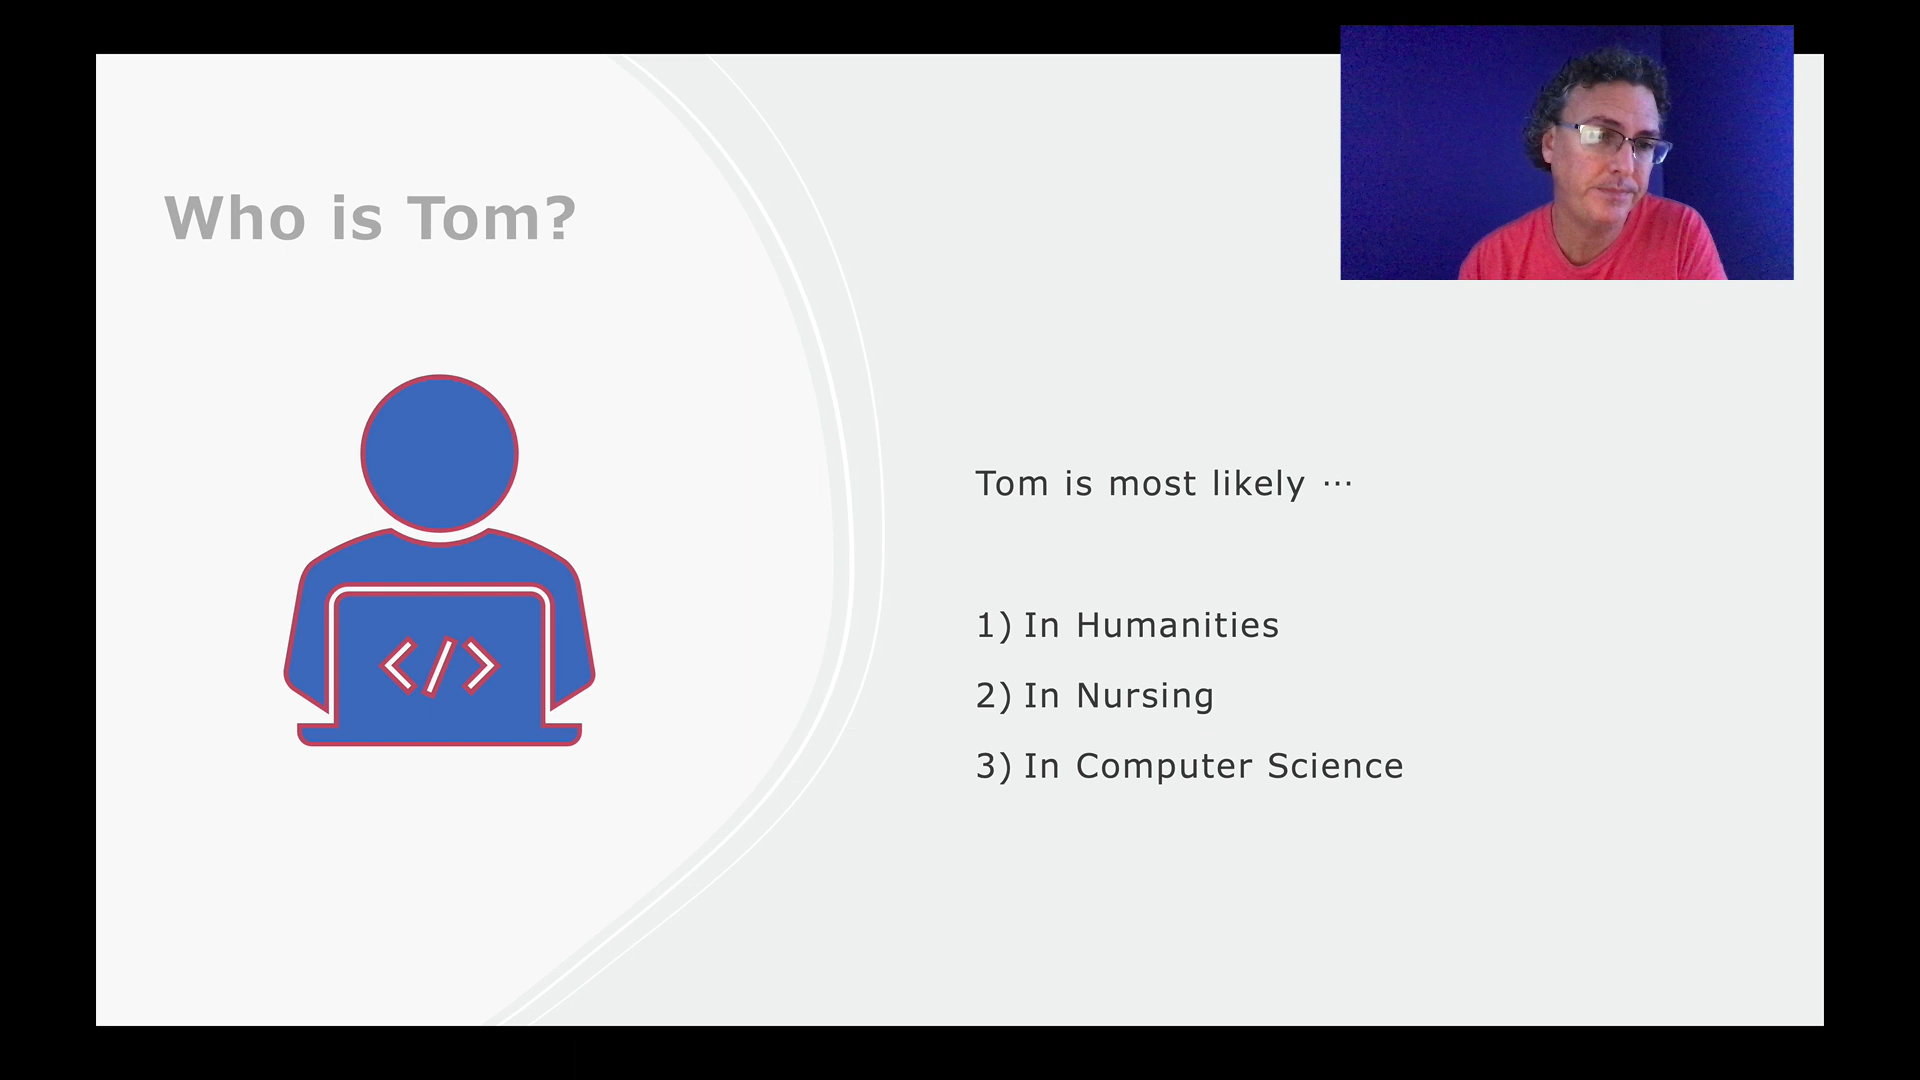 Who is Tom?
Tom is most likely ⋯
1) In Humanities
2) In Nursing
3) In Computer Science
</>